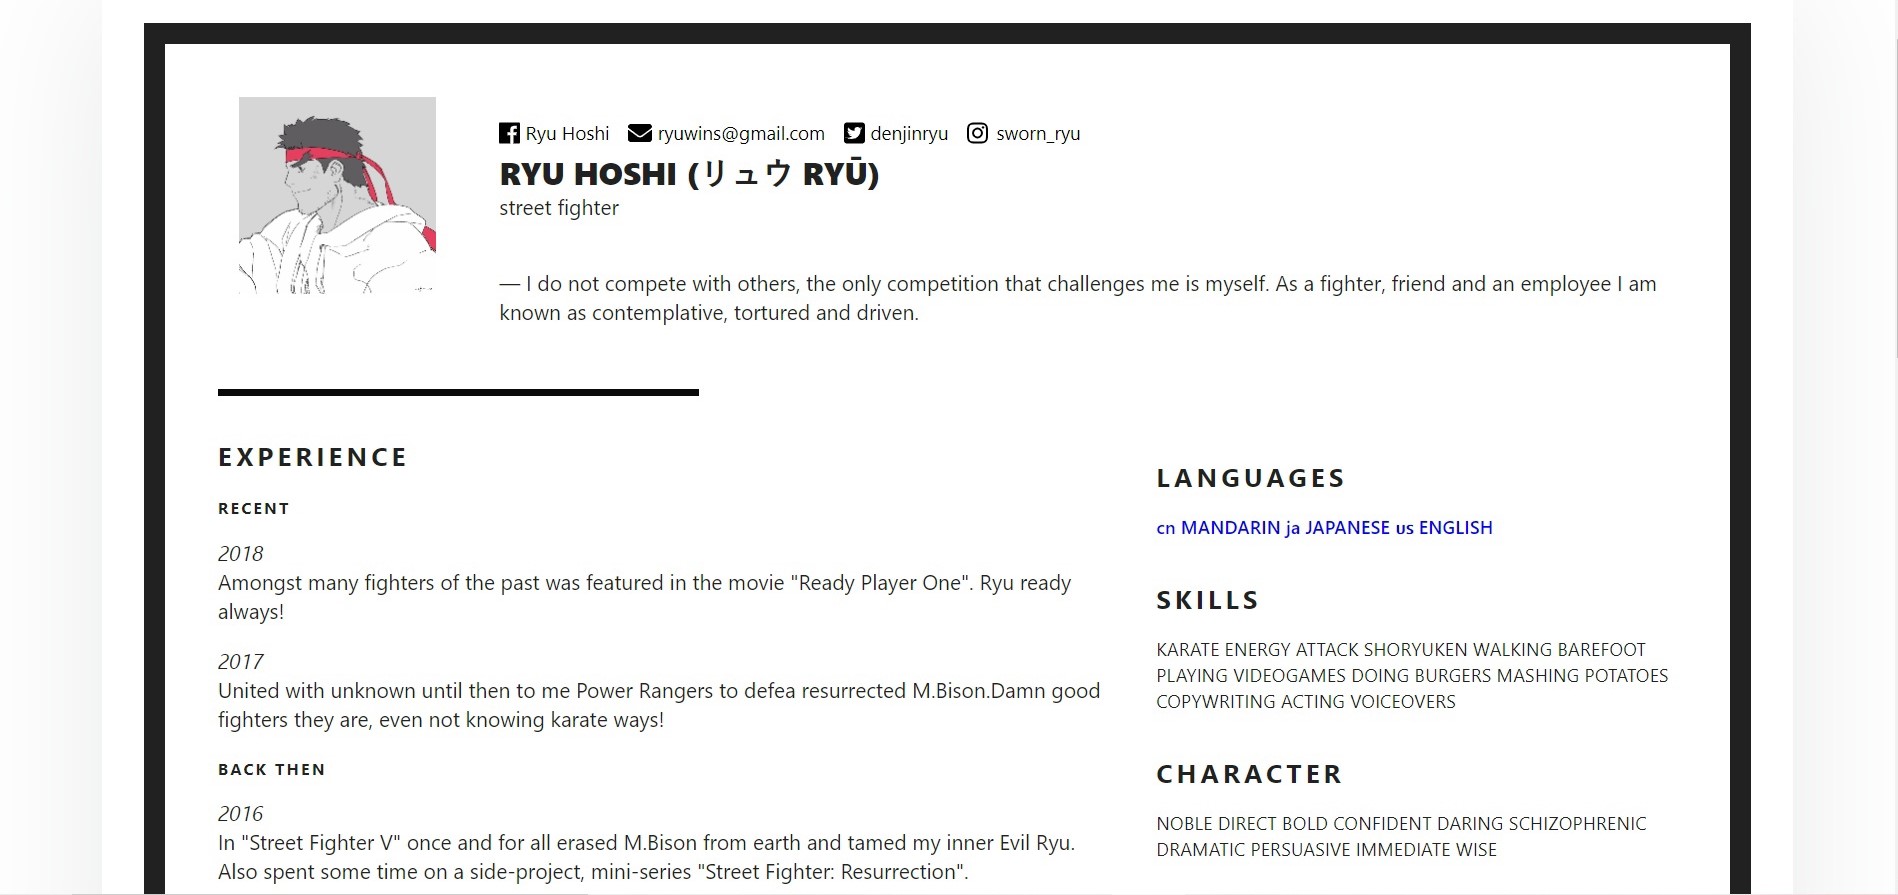 Ryu Hoshi ryuwins@gmail.com denjinryu sworn_ryu
RYU HOSHI (リュウ RYŪ)
street fighter
— I do not compete with others, the only competition that challenges me is myself. As a fighter, friend and an employee I am
known as contemplative, tortured and driven.
EXPERIENCE
RECENT
2018
Amongst many fighters of the past was featured in the movie "Ready Player One". Ryu ready
always!
2017
United with unknown until then to me Power Rangers to defea resurrected M.Bison.Damn good
fighters they are, even not knowing karate ways!
BACK THEN
2016
In "Street Fighter V" once and for all erased M.Bison from earth and tamed my inner Evil Ryu.
Also spent some time on a side-project, mini-series "Street Fighter: Resurrection".
LANGUAGES
cn MANDARIN ja JAPANESE us ENGLISH
SKILLS
KARATE ENERGY ATTACK SHORYUKEN WALKING BAREFOOT
PLAYING VIDEOGAMES DOING BURGERS MASHING POTATOES
COPYWRITING ACTING VOICEOVERS
CHARACTER
NOBLE DIRECT BOLD CONFIDENT DARING SCHIZOPHRENIC
DRAMATIC PERSUASIVE IMMEDIATE WISE